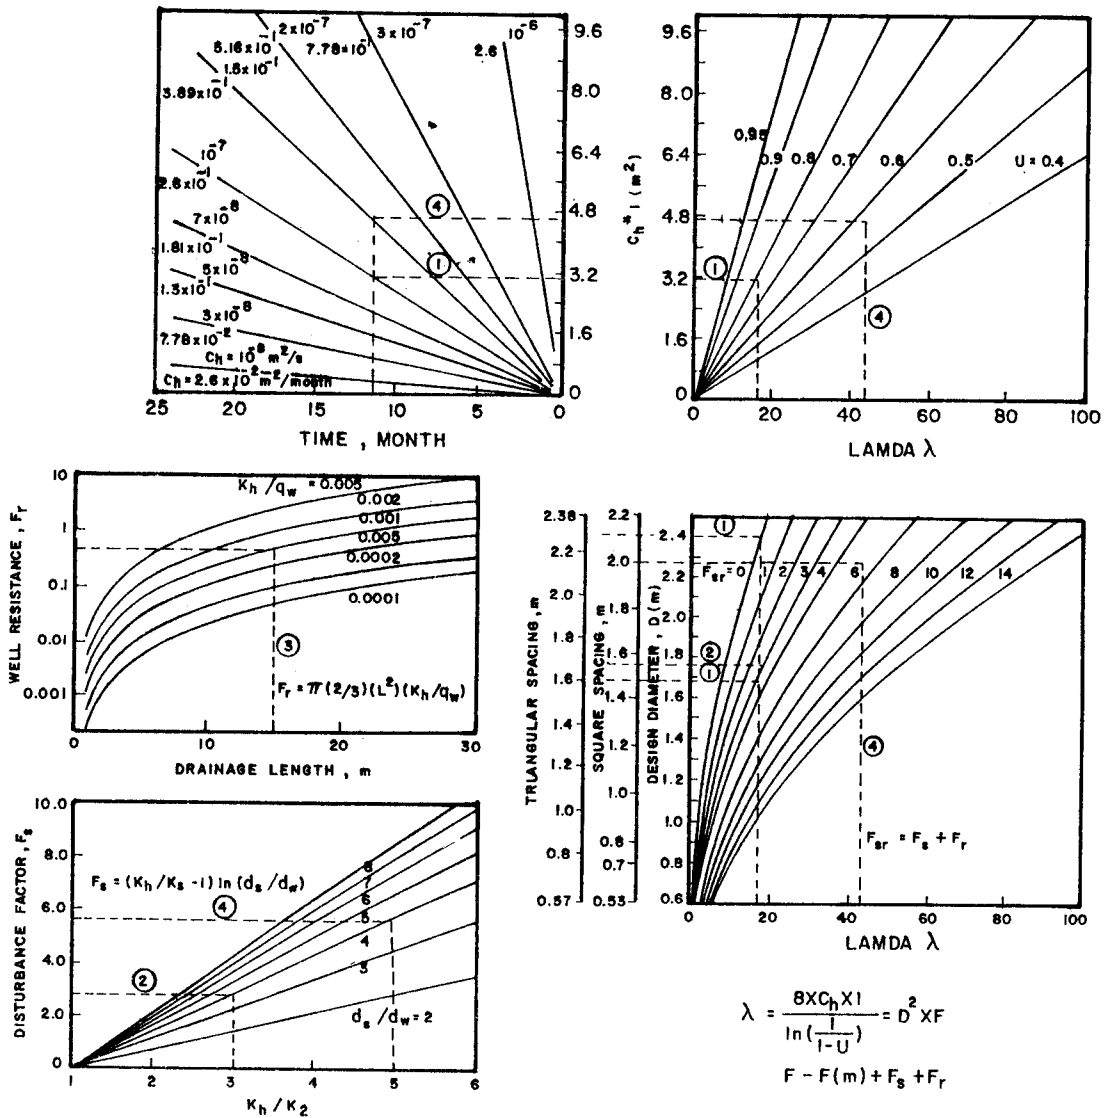 5.16x10⁻¹
2x10⁻⁷
7.78x10⁻¹
3x10⁻⁷
10⁻⁶
2.6
1.5x10⁻¹
3.89x10⁻¹
10⁻⁷
2.6x10⁻¹
7x10⁻⁸
1.81x10⁻¹
5x10⁻⁸
1.3x10⁻¹
3x10⁻⁸
7.78x10⁻²
Ch = 10⁻⁸ m²/s
Ch = 2.6 x 10⁻² m²/month
④
①
9.6
8.0
6.4
4.8
3.2
1.6
0
25 20 15 10 5 0
TIME , MONTH
9.6
8.0
6.4
4.8
3.2
1.6
0
Ch* I (m²)
0.9
0.8
0.7
0.6
0.5
U = 0.4
①
④
0 20 40 60 80 100
LAMDA λ
10
1
0.1
0.01
0.001
WELL RESISTANCE , Fr
Kh/qw = 0.005
0.002
0.001
0.005
0.0002
0.0001
③
Fr = π(2/3)(L²)(Kh/qw)
0 10 20 30
DRAINAGE LENGTH , m
2.38
2.2
2.0
1.8
1.6
1.4
1.2
1.0
0.8
0.57
TRLANGULAR SPACING , m
2.2
2.0
1.8
1.6
1.4
1.2
1.0
0.8
0.7
0.53
SQUARE SPACING , m
2.4
2.2
2.0
1.8
1.6
1.4
1.2
1.0
0.8
0.6
DESIGN DIAMETER , D (m)
①
②
①
④
Fsr = 0 1 2 3 4 6 8 10 12 14
Fsr = Fs + Fr
0 20 40 60 80 100
LAMDA λ
10.0
8.0
6.0
4.0
2.0
0
DISTURBANCE FACTOR , Fs
Fs = (Kh/Ks - 1) ln (ds/dw)
④
②
8
7
6
5
4
3
ds/dw = 2
1 2 3 4 5 6
Kh/K2
λ = 8XChXI / ln(1/1-U) = D² XF
F - F(m) + Fs + Fr